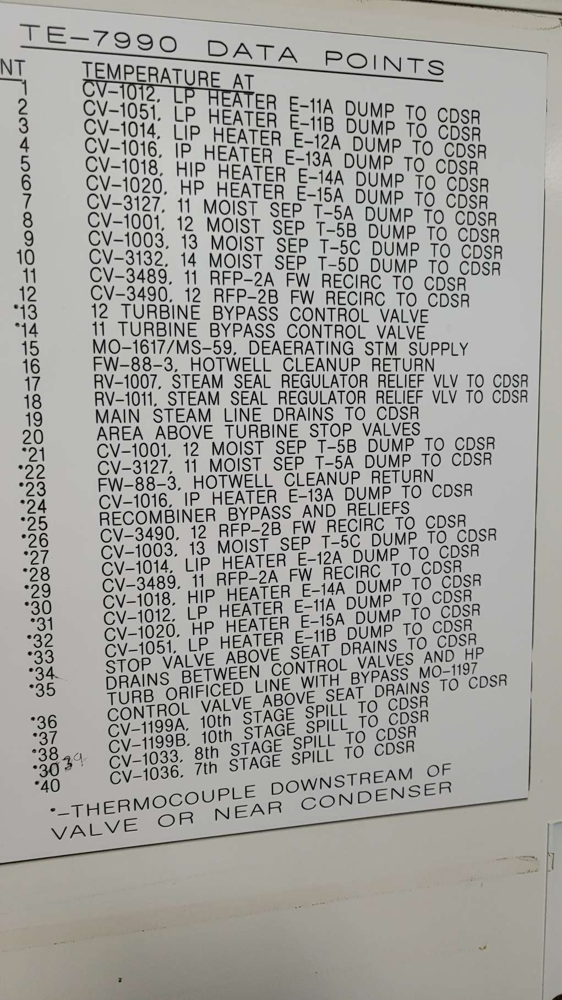 TE-7990 DATA POINTS
NT TEMPERATURE AT
1 CV-1012, LP HEATER E-11A DUMP TO CDSR
2 CV-1051, LP HEATER E-11B DUMP TO CDSR
3 CV-1014, LIP HEATER E-12A DUMP TO CDSR
4 CV-1016, IP HEATER E-13A DUMP TO CDSR
5 CV-1018, HIP HEATER E-14A DUMP TO CDSR
6 CV-1020, HP HEATER E-15A DUMP TO CDSR
7 CV-3127, 11 MOIST SEP T-5A DUMP TO CDSR
8 CV-1001, 12 MOIST SEP T-5B DUMP TO CDSR
9 CV-1003, 13 MOIST SEP T-5C DUMP TO CDSR
10 CV-3132, 14 MOIST SEP T-5D DUMP TO CDSR
11 CV-3489, 11 RFP-2A FW RECIRC TO CDSR
12 CV-3490, 12 RFP-2B FW RECIRC TO CDSR
*13 12 TURBINE BYPASS CONTROL VALVE
*14 11 TURBINE BYPASS CONTROL VALVE
15 MO-1617/MS-59, DEAERATING STM SUPPLY
16 FW-88-3, HOTWELL CLEANUP RETURN
17 RV-1007, STEAM SEAL REGULATOR RELIEF VLV TO CDSR
18 RV-1011, STEAM SEAL REGULATOR RELIEF VLV TO CDSR
19 MAIN STEAM LINE DRAINS TO CDSR
20 AREA ABOVE TURBINE STOP VALVES
*21 CV-1001, 12 MOIST SEP T-5B DUMP TO CDSR
*22 CV-3127, 11 MOIST SEP T-5A DUMP TO CDSR
*23 FW-88-3, HOTWELL CLEANUP RETURN
*24 CV-1016, IP HEATER E-13A DUMP TO CDSR
*25 RECOMBINER BYPASS AND RELIEFS
*26 CV-3490, 12 RFP-2B FW RECIRC TO CDSR
*27 CV-1003, 13 MOIST SEP T-5C DUMP TO CDSR
*28 CV-1014, LIP HEATER E-12A DUMP TO CDSR
*29 CV-3489, 11 RFP-2A FW RECIRC TO CDSR
*30 CV-1018, HIP HEATER E-14A DUMP TO CDSR
*31 CV-1012, LP HEATER E-11A DUMP TO CDSR
*32 CV-1020, HP HEATER E-15A DUMP TO CDSR
*33 CV-1051, LP HEATER E-11B DUMP TO CDSR
*34 STOP VALVE ABOVE SEAT DRAINS TO CDSR
*35 DRAINS BETWEEN CONTROL VALVES AND HP
TURB ORIFICED LINE WITH BYPASS MO-1197
*36 CONTROL VALVE ABOVE SEAT DRAINS TO CDSR
*37 CV-1199A, 10th STAGE SPILL TO CDSR
*38 CV-1199B, 10th STAGE SPILL TO CDSR
*30 39 CV-1033, 8th STAGE SPILL TO CDSR
*40 CV-1036, 7th STAGE SPILL TO CDSR
*-THERMOCOUPLE DOWNSTREAM OF
VALVE OR NEAR CONDENSER